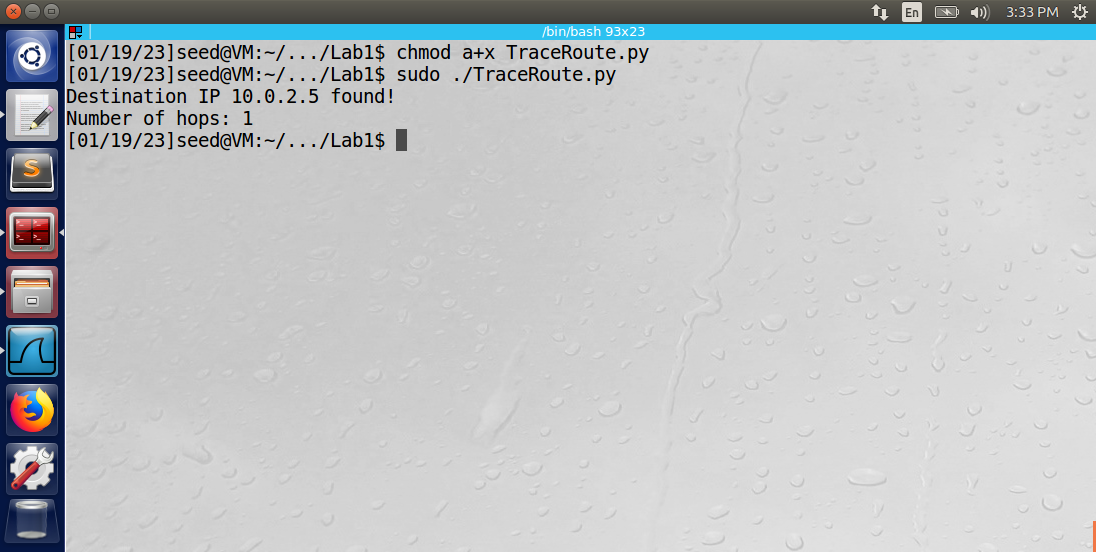 En
3:33 PM
/bin/bash 93x23
[01/19/23]seed@VM:~/.../Lab1$ chmod a+x TraceRoute.py
[01/19/23]seed@VM:~/.../Lab1$ sudo ./TraceRoute.py
Destination IP 10.0.2.5 found!
Number of hops: 1
[01/19/23]seed@VM:~/.../Lab1$